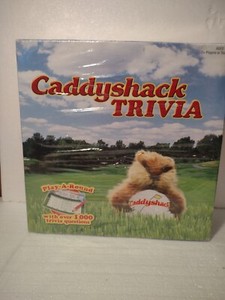 Caddyshack
TRIVIA
Play-A-Round
with over 1,000
trivia questions
Caddyshack